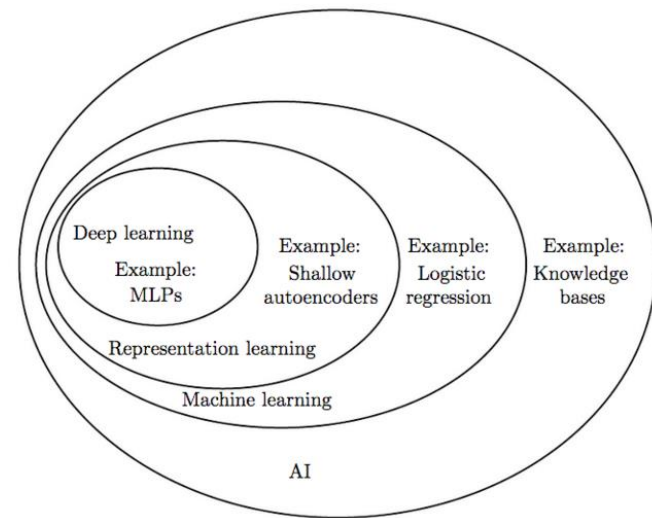 Deep learning
Example:
MLPs
Example:
Shallow
autoencoders
Example:
Logistic
regression
Example:
Knowledge
bases
Representation learning
Machine learning
AI